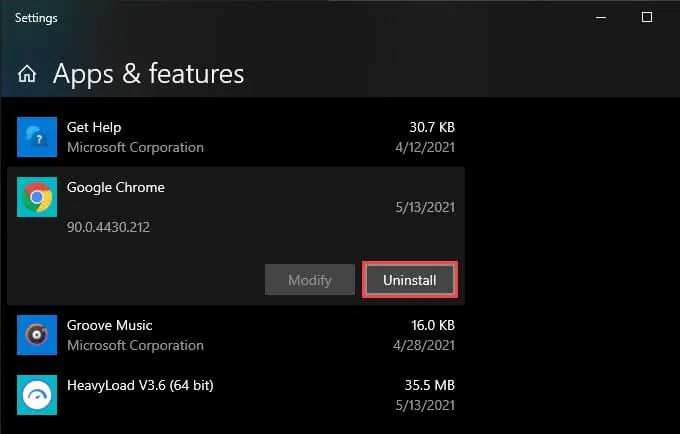 Settings
Apps & features
Get Help 30.7 KB
Microsoft Corporation 4/12/2021
Google Chrome
5/13/2021
90.0.4430.212
Modify Uninstall
Groove Music 16.0 KB
Microsoft Corporation 4/28/2021
HeavyLoad V3.6 (64 bit) 35.5 MB
5/13/2021